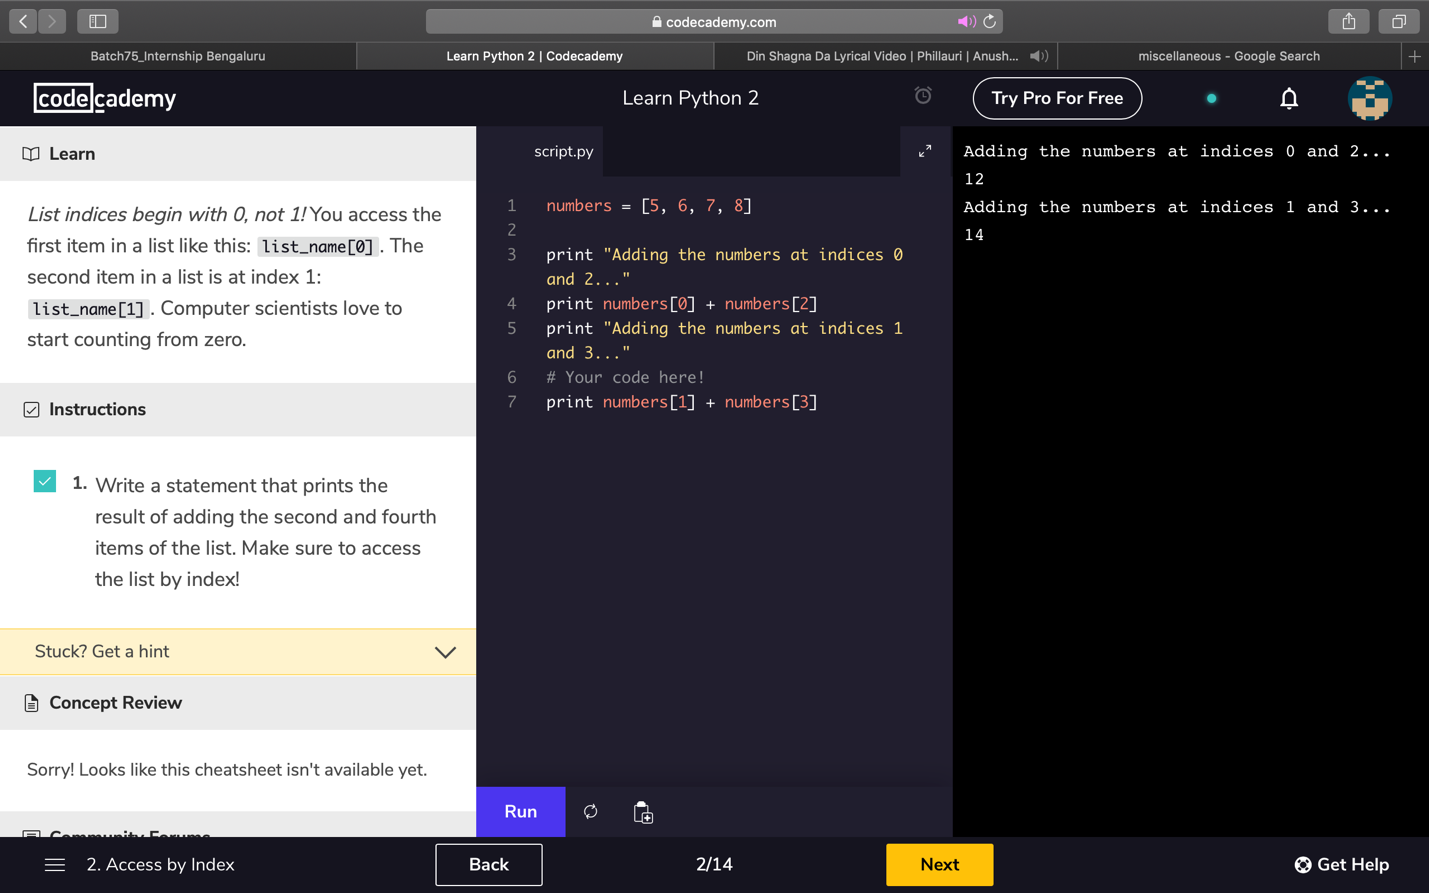 codecademy.com
Batch75_Internship Bengaluru
Learn Python 2 | Codecademy
Din Shagna Da Lyrical Video | Phillauri | Anush...
miscellaneous - Google Search
codecademy
Learn Python 2
Try Pro For Free
Learn
List indices begin with 0, not 1! You access the
first item in a list like this: list_name[0] . The
second item in a list is at index 1:
list_name[1] . Computer scientists love to
start counting from zero.
Instructions
1. Write a statement that prints the
result of adding the second and fourth
items of the list. Make sure to access
the list by index!
Stuck? Get a hint
Concept Review
Sorry! Looks like this cheatsheet isn't available yet.
Community Forums
script.py
1 numbers = [5, 6, 7, 8]
2
3 print "Adding the numbers at indices 0
and 2..."
4 print numbers[0] + numbers[2]
5 print "Adding the numbers at indices 1
and 3..."
6 # Your code here!
7 print numbers[1] + numbers[3]
Run
Adding the numbers at indices 0 and 2...
12
Adding the numbers at indices 1 and 3...
14
2. Access by Index
Back
2/14
Next
Get Help